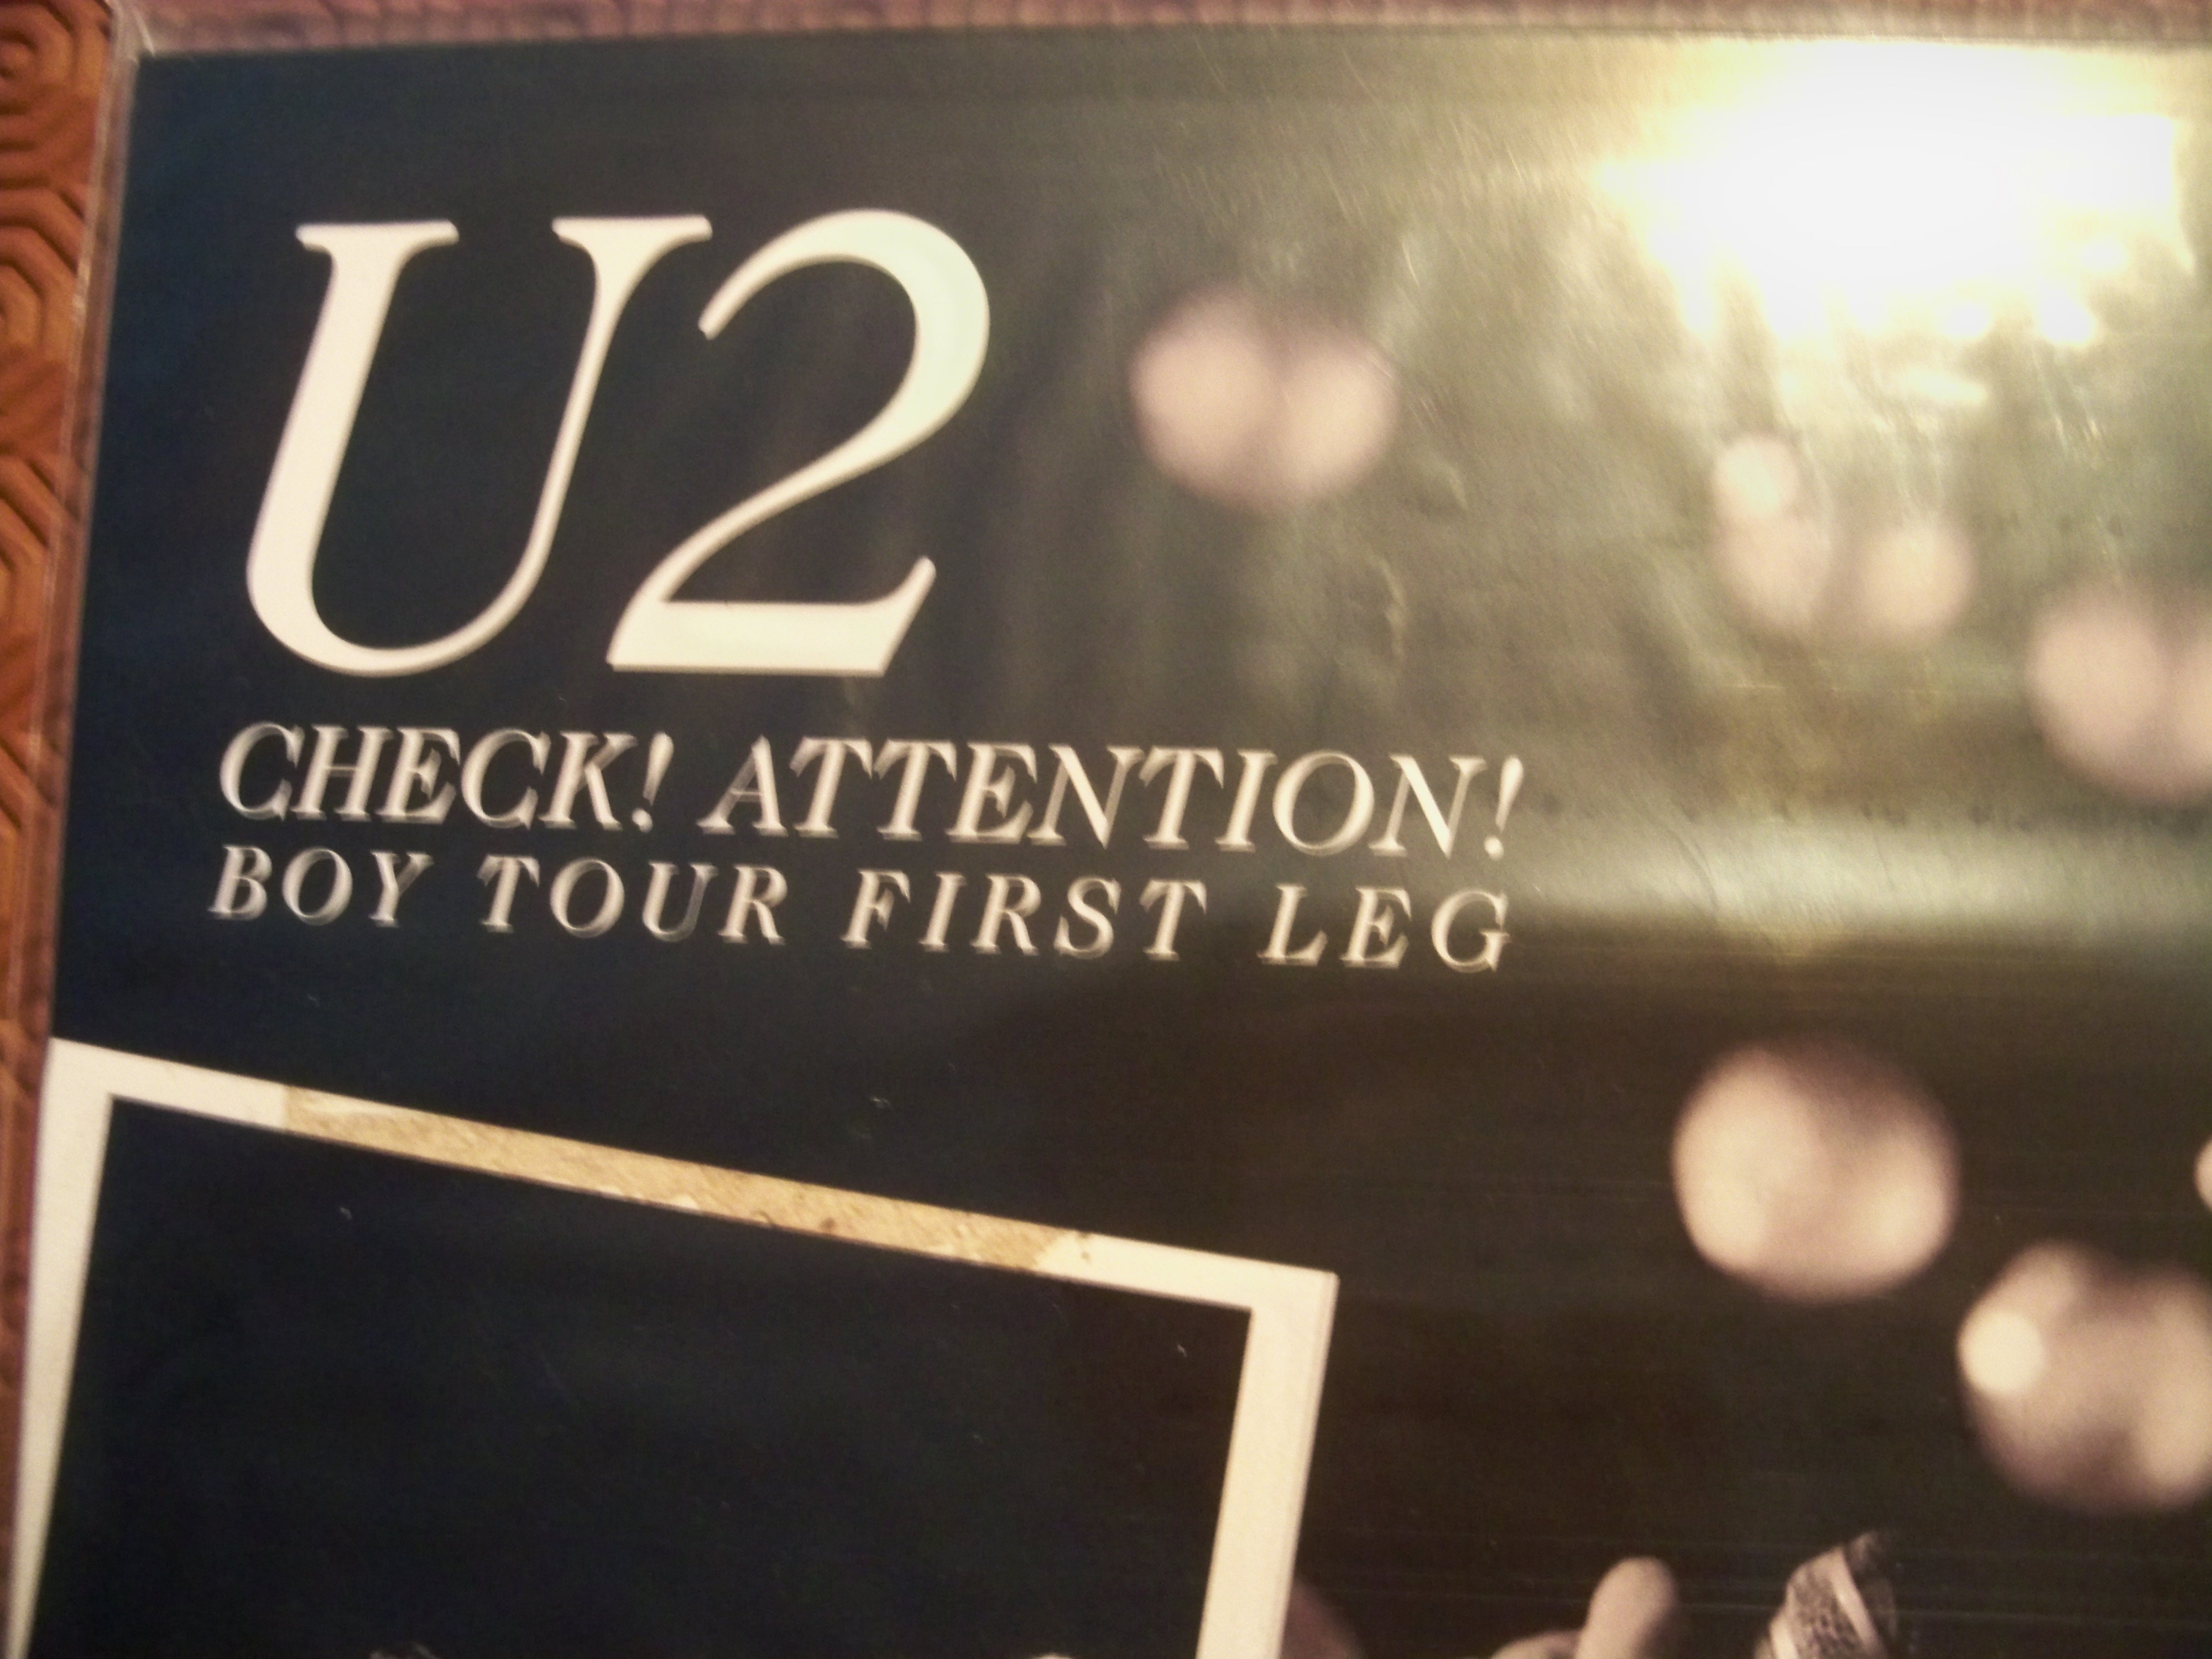 U2
CHECK! ATTENTION!
BOY TOUR FIRST LEG